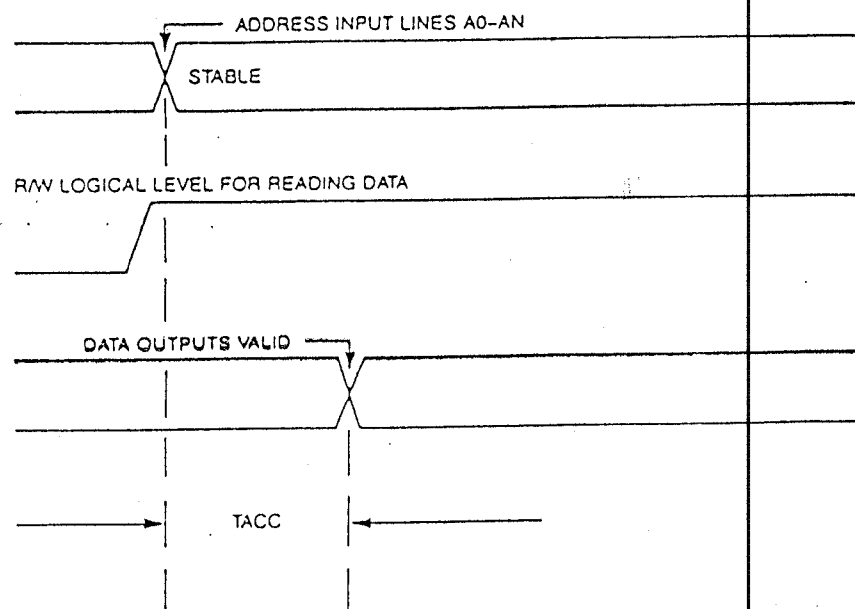 ADDRESS INPUT LINES A0-AN
STABLE
R/W LOGICAL LEVEL FOR READING DATA
DATA OUTPUTS VALID
TACC